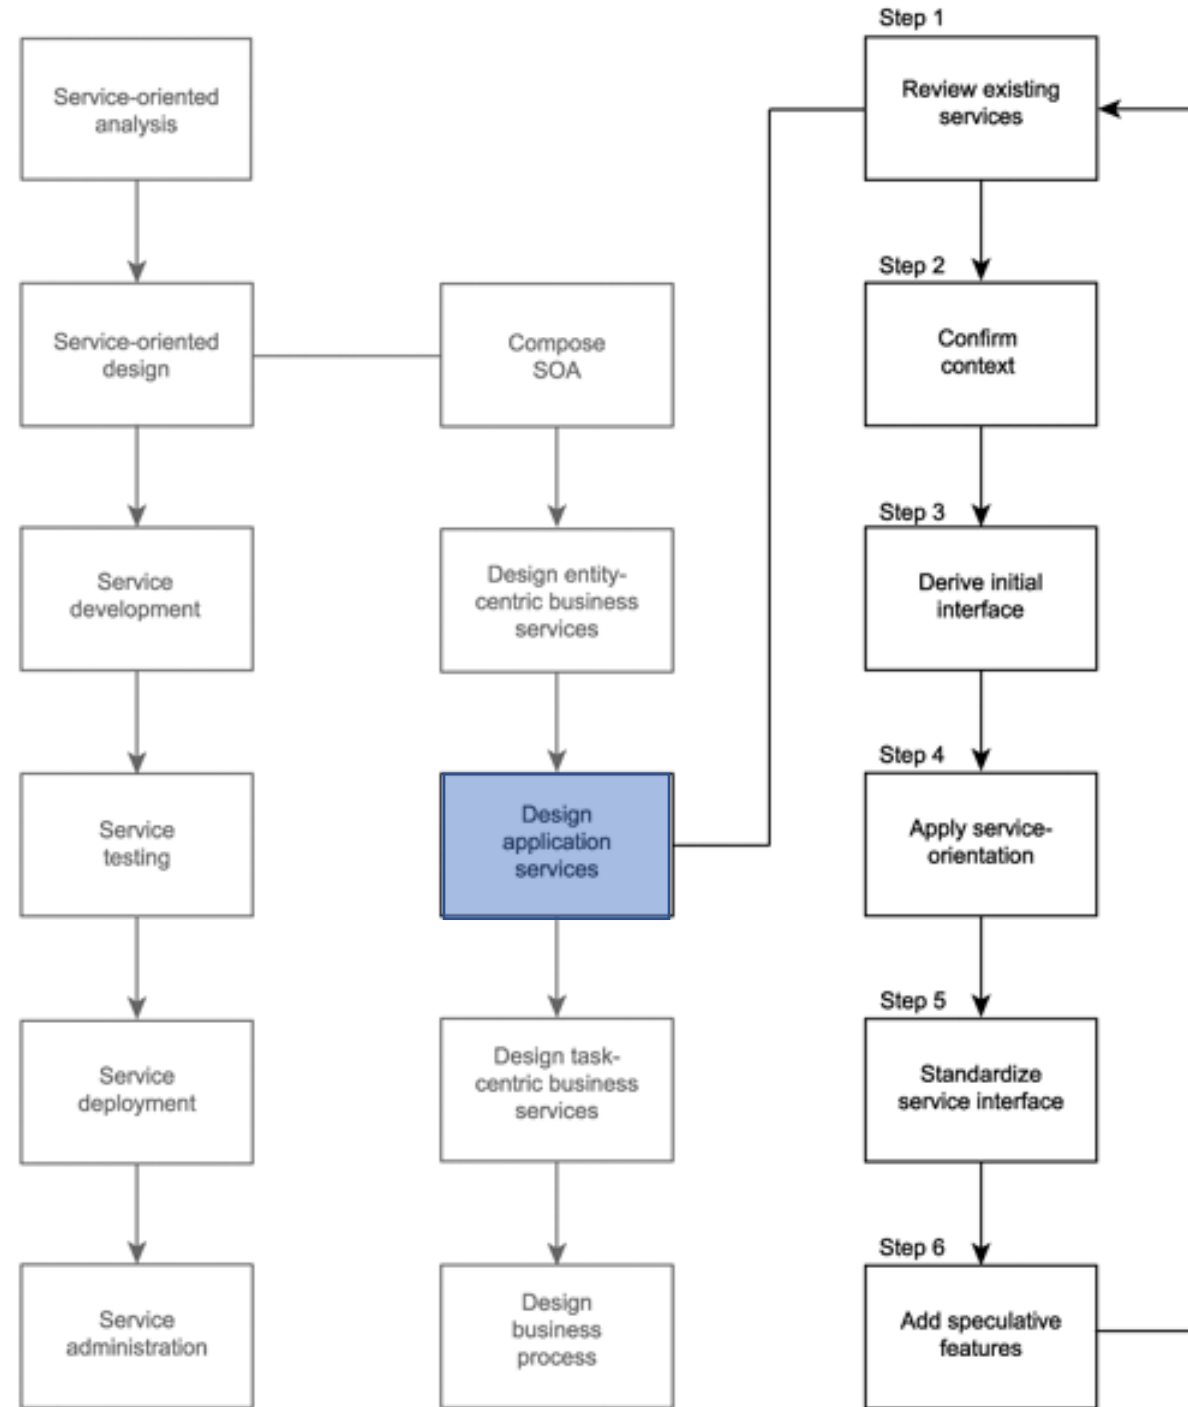 Service-oriented
analysis
Service-oriented
design
Service
development
Service
testing
Service
deployment
Service
administration
Compose
SOA
Design entity-
centric business
services
Design
application
services
Design task-
centric business
services
Design
business
process
Step 1
Review existing
services
Step 2
Confirm
context
Step 3
Derive initial
interface
Step 4
Apply service-
orientation
Step 5
Standardize
service interface
Step 6
Add speculative
features